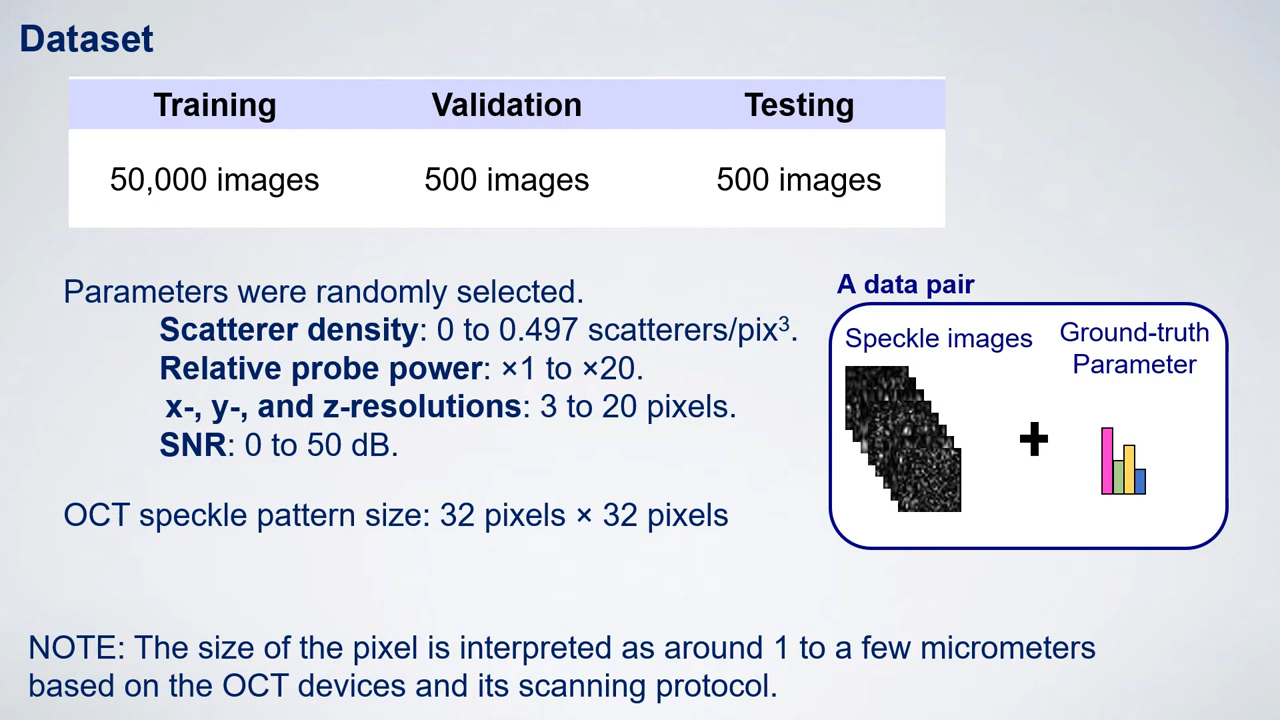 Dataset
Training Validation Testing
50,000 images 500 images 500 images
Parameters were randomly selected.
Scatterer density: 0 to 0.497 scatterers/pix³.
Relative probe power: ×1 to ×20.
x-, y-, and z-resolutions: 3 to 20 pixels.
SNR: 0 to 50 dB.
OCT speckle pattern size: 32 pixels × 32 pixels
A data pair
Speckle images
Ground-truth
Parameter
+
NOTE: The size of the pixel is interpreted as around 1 to a few micrometers
based on the OCT devices and its scanning protocol.